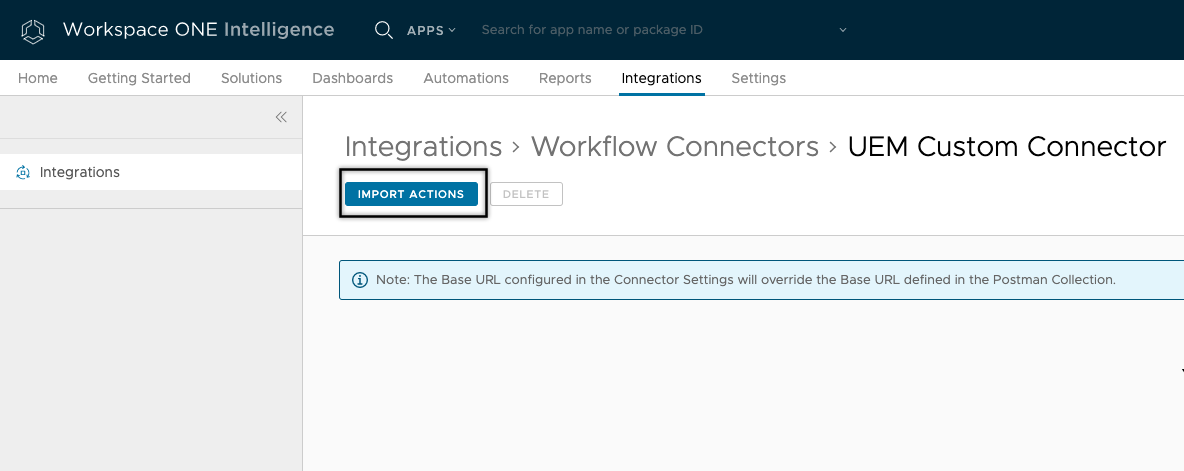 Workspace ONE Intelligence
APPS
Search for app name or package ID
Home Getting Started Solutions Dashboards Automations Reports Integrations Settings
Integrations
Integrations > Workflow Connectors > UEM Custom Connector
IMPORT ACTIONS
DELETE
Note: The Base URL configured in the Connector Settings will override the Base URL defined in the Postman Collection.